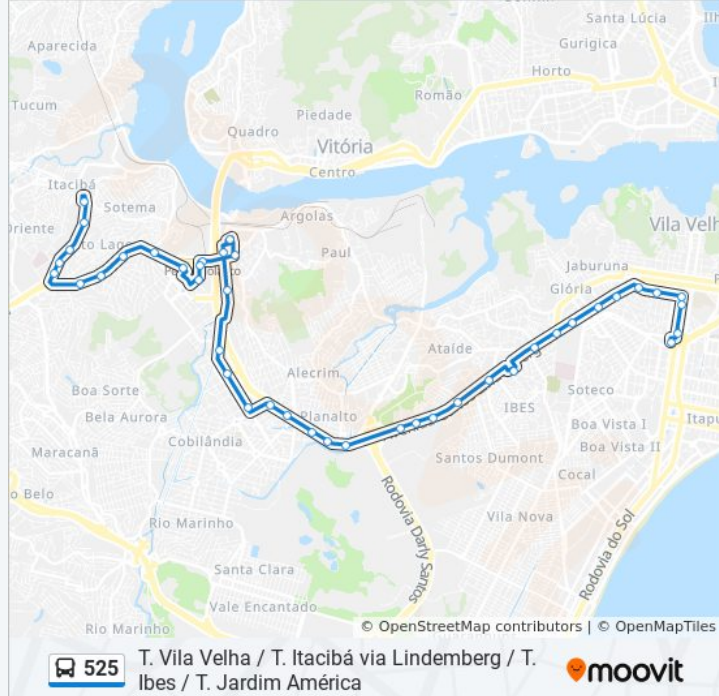 Aparecida
Santa Lúcia
Gurigica
Horto
Tucum
Romão
Piedade
Quadro
Vitória
Centro
Itacibá
Sotema
Argolas
Oriente
Paul
Jaburuna
Glória
Ataíde
Alecrim
Boa Sorte
Planalto
Soteco
Bela Aurora
IBES
Boa Vista I
Cobilândia
Boa Vista II
Maracanã
Santos Dumont
Cocal
Rio Marinho
Vila Nova
Rodovia Darly Santos
Rodovia do Sol
Santa Clara
Vale Encantado
Rio Marinho
© OpenStreetMap contributors | © OpenMapTiles
525
T. Vila Velha / T. Itacibá via Lindemberg / T.
Ibes / T. Jardim América
moovit